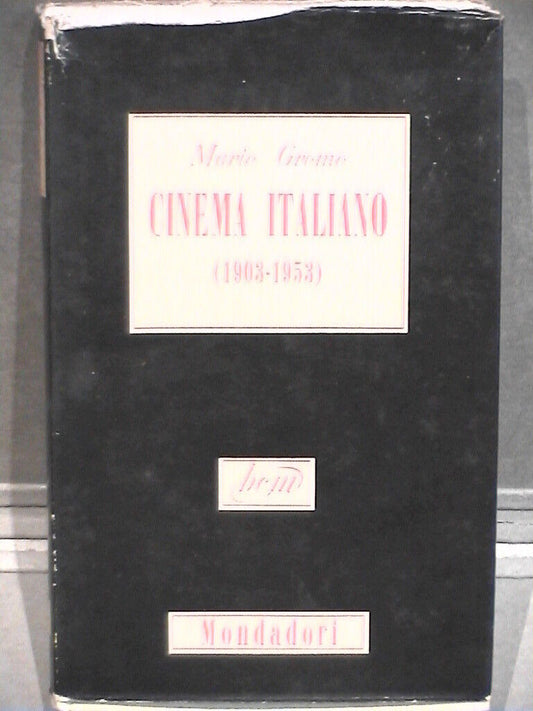 Mario Gromo
CINEMA ITALIANO
(1903-1953)
bcm
Mondadori